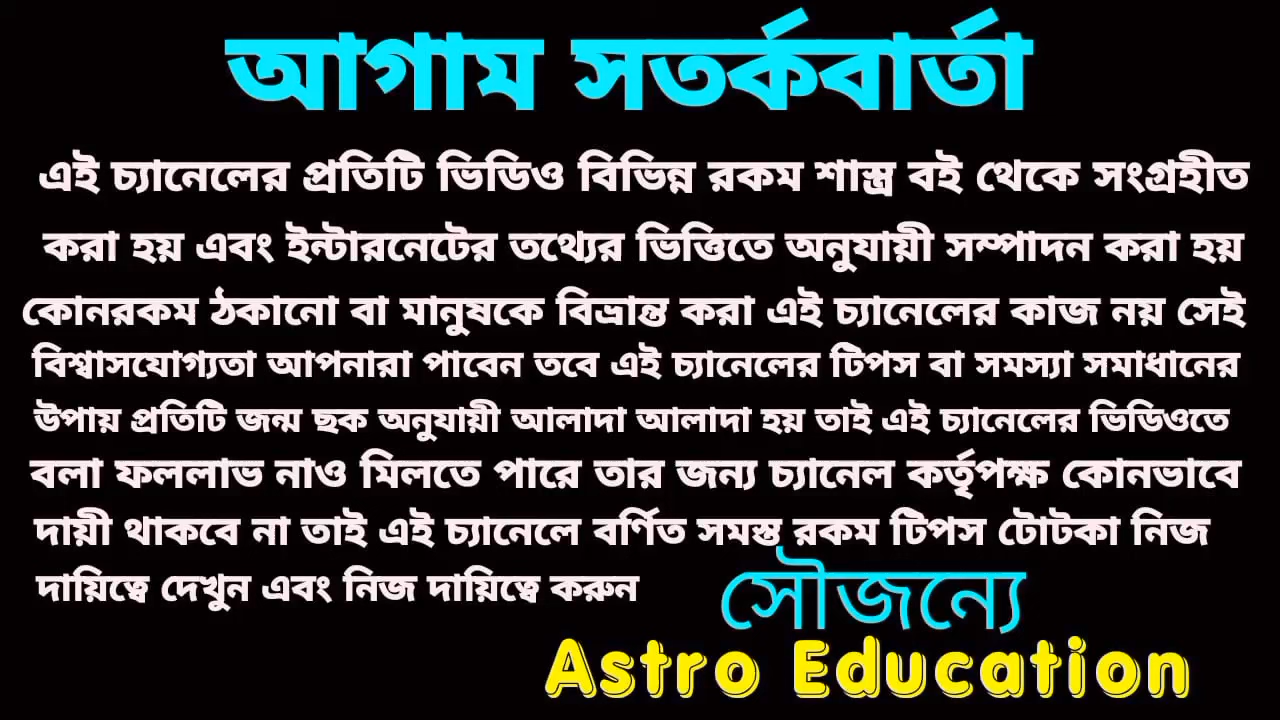 আগাম সতর্কবার্তা
এই চ্যানেলের প্রতিটি ভিডিও বিভিন্ন রকম শাস্ত্র বই থেকে সংগ্রহীত
করা হয় এবং ইন্টারনেটের তথ্যের ভিত্তিতে অনুযায়ী সম্পাদন করা হয়
কোনরকম ঠকানো বা মানুষকে বিভ্রান্ত করা এই চ্যানেলের কাজ নয় সেই
বিশ্বাসযোগ্যতা আপনারা পাবেন তবে এই চ্যানেলের টিপস বা সমস্যা সমাধানের
উপায় প্রতিটি জন্ম ছক অনুযায়ী আলাদা আলাদা হয় তাই এই চ্যানেলের ভিডিওতে
বলা ফললাভ নাও মিলতে পারে তার জন্য চ্যানেল কর্তৃপক্ষ কোনভাবে
দায়ী থাকবে না তাই এই চ্যানেলে বর্ণিত সমস্ত রকম টিপস টোটকা নিজ
দায়িত্বে দেখুন এবং নিজ দায়িত্বে করুন
সৌজন্যে
Astro Education